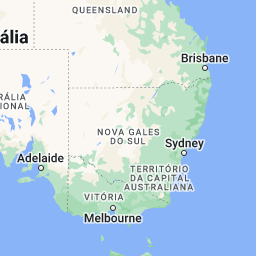 QUEENSLAND
Brisbane
ália
RÁLIA
IONAL
NOVA GALES
DO SUL
Sydney
Adelaide
TERRITÓRIO
DA CAPITAL
AUSTRALIANA
VITÓRIA
Melbourne